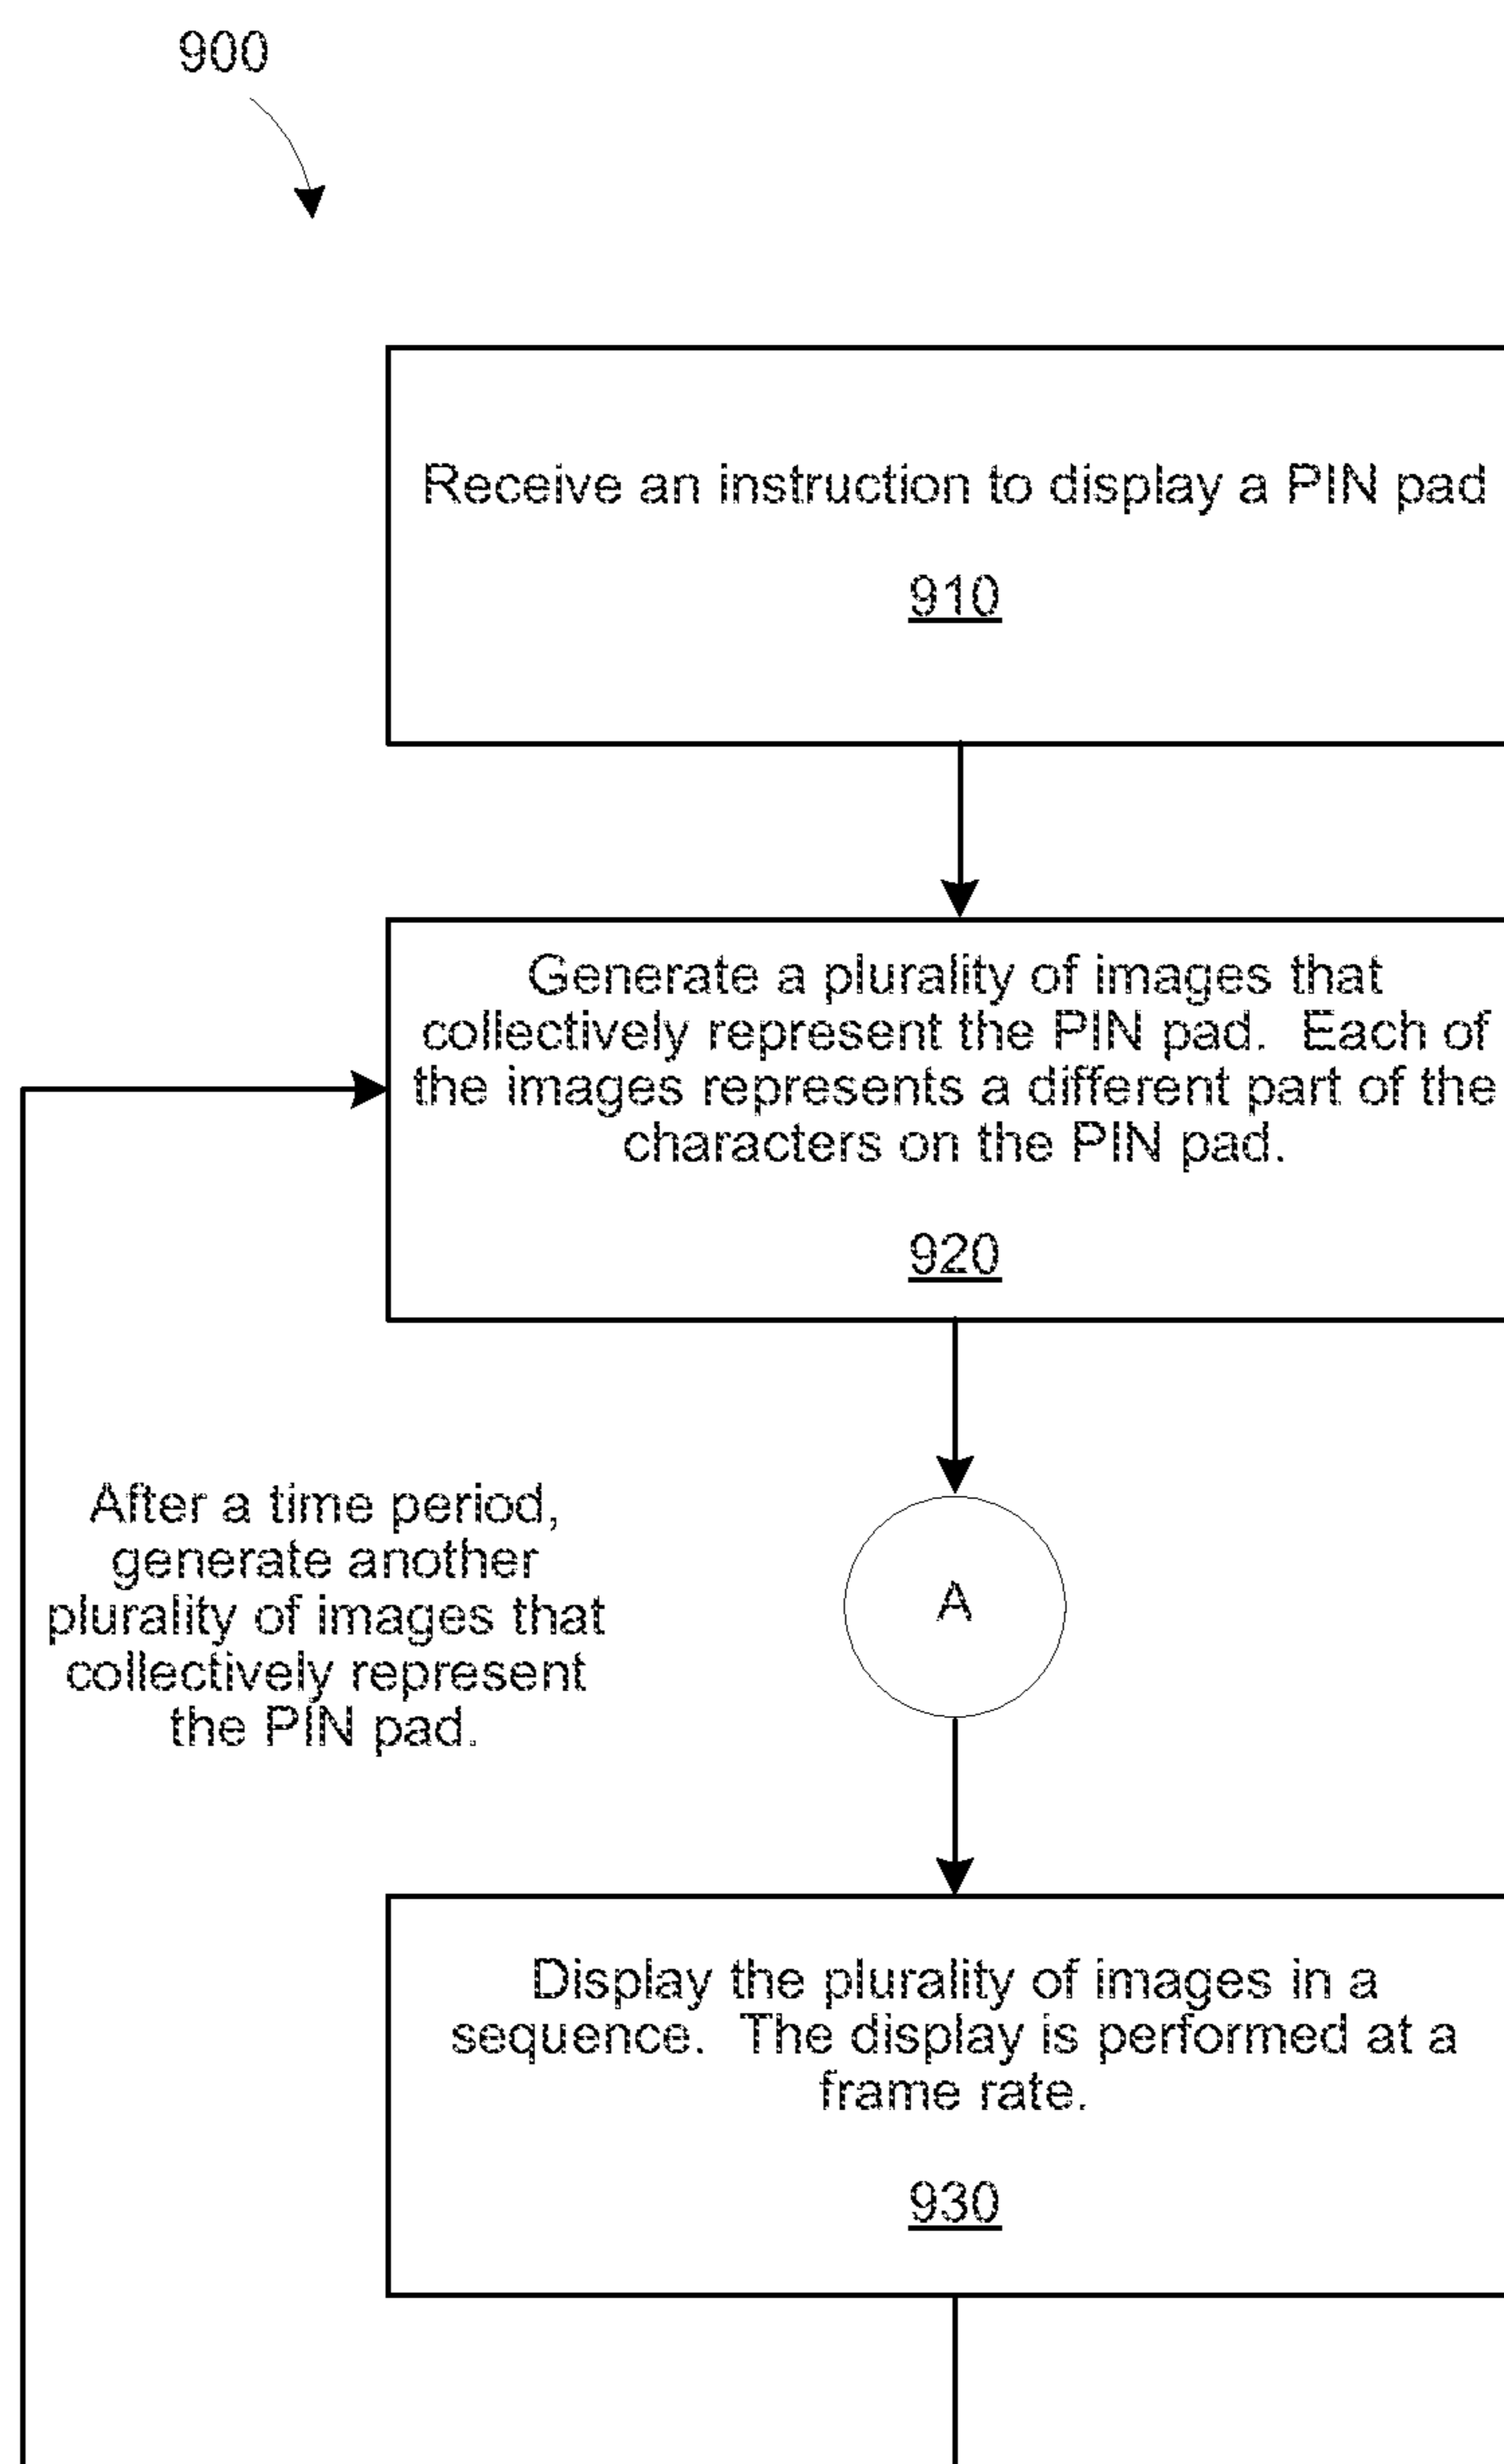 900
Receive an instruction to display a PIN pad
910
Generate a plurality of images that
collectively represent the PIN pad.  Each of
the images represents a different part of the
characters on the PIN pad.
920
After a time period,
generate another
plurality of images that
collectively represent
the PIN pad.
A
Display the plurality of images in a
sequence.  The display is performed at a
frame rate.
930